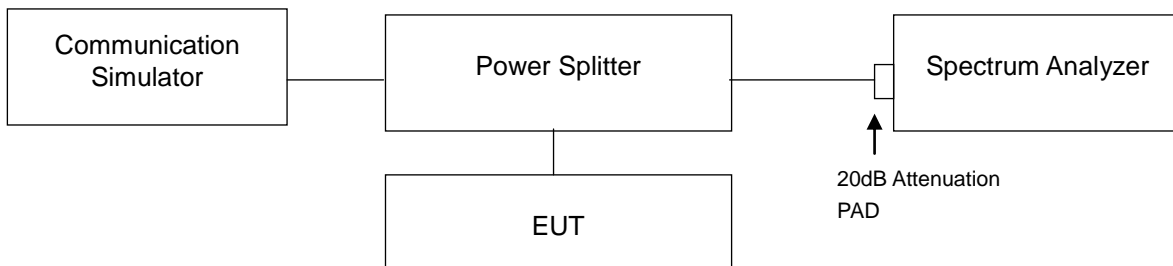 Communication
Simulator
Power Splitter
Spectrum Analyzer
20dB Attenuation
PAD
EUT